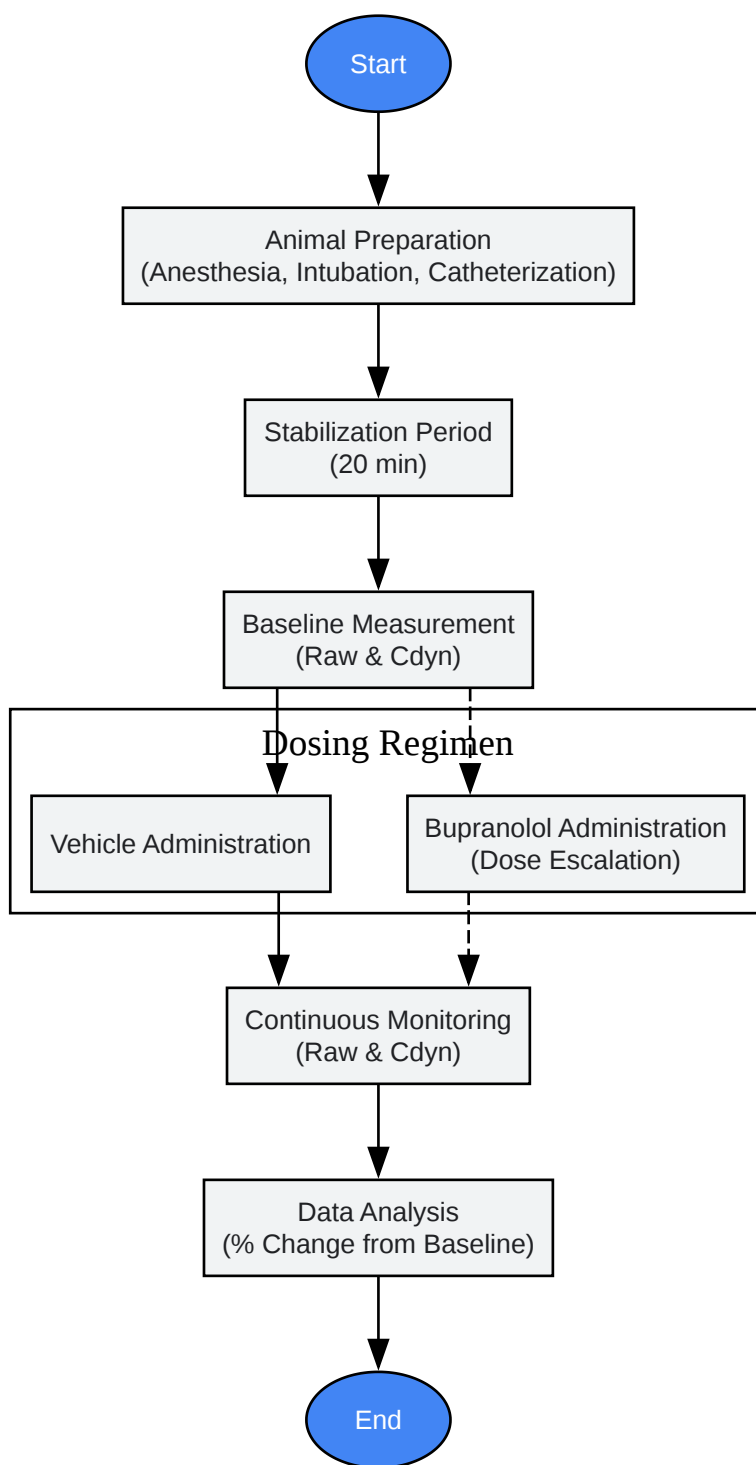 Start
Animal Preparation
(Anesthesia, Intubation, Catheterization)
Stabilization Period
(20 min)
Baseline Measurement
(Raw & Cdyn)
Dosing Regimen
Vehicle Administration
Bupranolol Administration
(Dose Escalation)
Continuous Monitoring
(Raw & Cdyn)
Data Analysis
(% Change from Baseline)
End